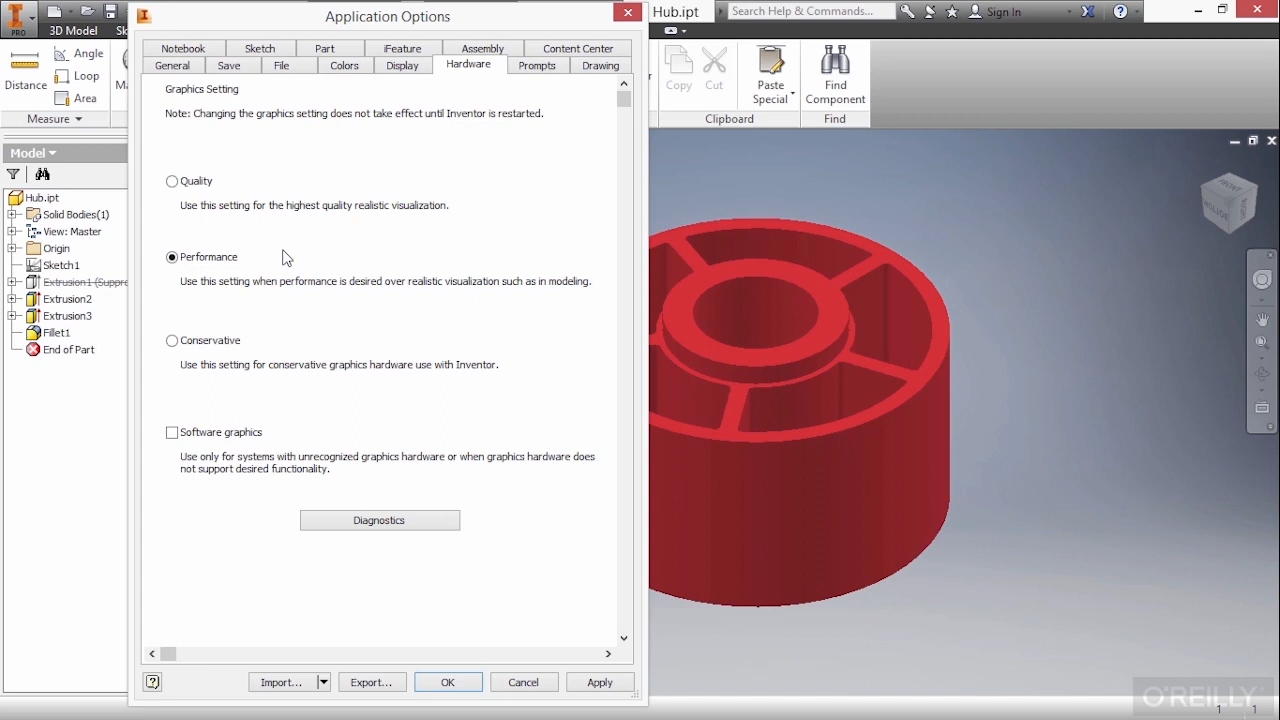 Application Options
Hub.ipt
Search Help & Commands...
Sign In
PRO
3D Model
Notebook Sketch Part iFeature Assembly Content Center
General Save File Colors Display Hardware Prompts Drawing
Distance
Angle
Loop
Area
Measure
Copy Cut
Paste Special
Find Component
Clipboard
Find
Graphics Setting
Note: Changing the graphics setting does not take effect until Inventor is restarted.
Quality
Use this setting for the highest quality realistic visualization.
Performance
Use this setting when performance is desired over realistic visualization such as in modeling.
Conservative
Use this setting for conservative graphics hardware use with Inventor.
Software graphics
Use only for systems with unrecognized graphics hardware or when graphics hardware does
not support desired functionality.
Diagnostics
Import... Export... OK Cancel Apply
Model
Hub.ipt
Solid Bodies(1)
View: Master
Origin
Sketch1
Extrusion1 (Suppre
Extrusion2
Extrusion3
Fillet1
End of Part
FRONT
O'REILLY
1 1